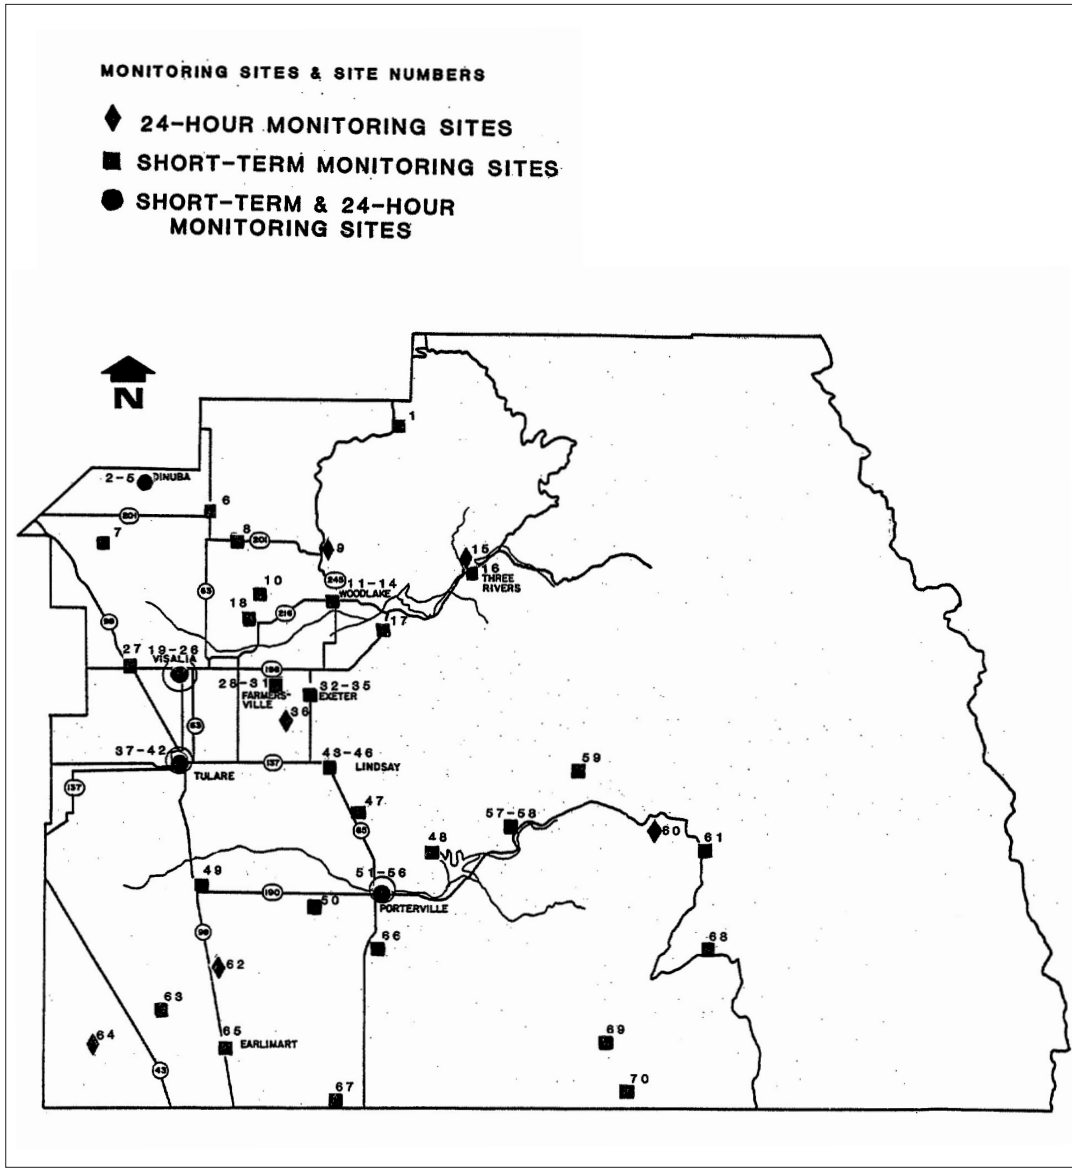 MONITORING SITES & SITE NUMBERS
24-HOUR MONITORING SITES
SHORT-TERM MONITORING SITES
SHORT-TERM & 24-HOUR
MONITORING SITES
N
1
2-5 DINUBA
6
201
7
8
201
9
15
16
THREE
RIVERS
10
245
11-14
WOODLAKE
63
18
216
17
99
27
19-26
VISALIA
198
28-31
FARMERS-
VILLE
32-35
EXETER
36
63
37-42
TULARE
137
43-46
LINDSAY
137
59
47
65
57-58
60
61
48
49
51-56
190
50
PORTERVILLE
99
66
68
62
63
64
65
EARLIMART
69
43
67
70